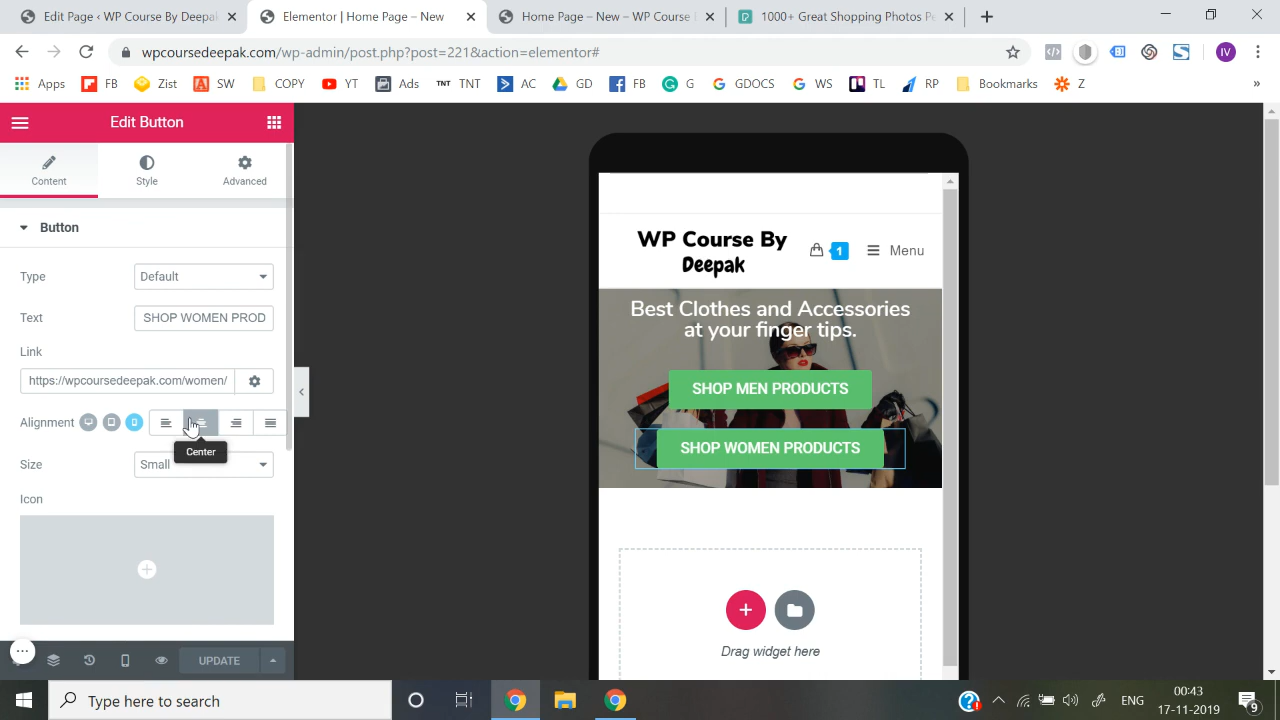 Edit Page ‹ WP Course By Deepak
Elementor | Home Page – New
Home Page – New – WP Course
1000+ Great Shopping Photos
wpcoursedeepak.com/wp-admin/post.php?post=221&action=elementor#
IV
Apps FB Zist SW COPY YT Ads TNT TNT AC GD FB G GDOCS WS TL RP Bookmarks Z »
Edit Button
Content Style Advanced
Button
Type Default
Text SHOP WOMEN PROD
Link
https://wpcoursedeepak.com/women/
Alignment
Center
Size Small
Icon
UPDATE
WP Course By
Deepak
1 Menu
Best Clothes and Accessories
at your finger tips.
SHOP MEN PRODUCTS
SHOP WOMEN PRODUCTS
Drag widget here
Type here to search
ENG
00:43
17-11-2019
9